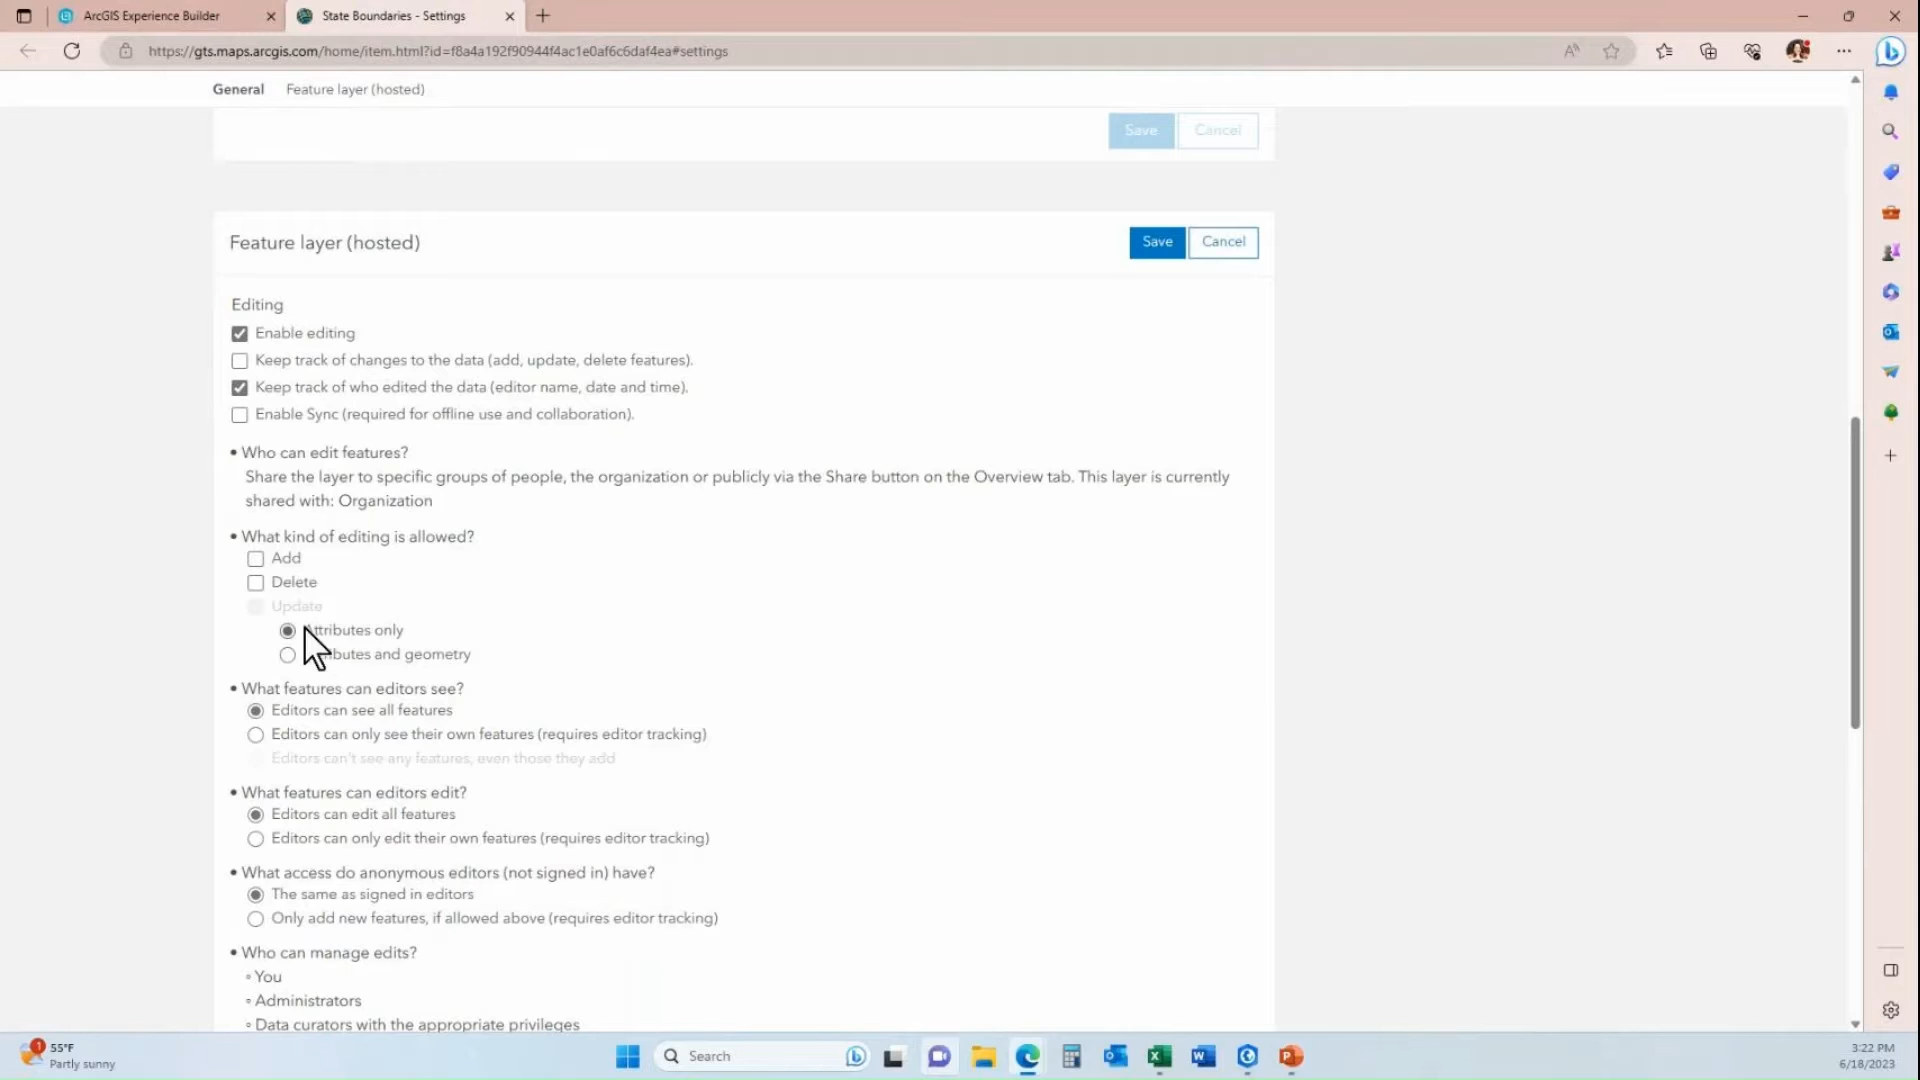 ArcGIS Experience Builder
State Boundaries - Settings
https://gts.maps.arcgis.com/home/item.html?id=f8a4a192f90944f4ac1e0af6c6daf4ea#settings
General Feature layer (hosted)
Save Cancel
Feature layer (hosted)
Save Cancel
Editing
Enable editing
Keep track of changes to the data (add, update, delete features).
Keep track of who edited the data (editor name, date and time).
Enable Sync (required for offline use and collaboration).
• Who can edit features?
Share the layer to specific groups of people, the organization or publicly via the Share button on the Overview tab. This layer is currently
shared with: Organization
• What kind of editing is allowed?
Add
Delete
Update
Attributes only
Attributes and geometry
• What features can editors see?
Editors can see all features
Editors can only see their own features (requires editor tracking)
Editors can't see any features, even those they add
• What features can editors edit?
Editors can edit all features
Editors can only edit their own features (requires editor tracking)
• What access do anonymous editors (not signed in) have?
The same as signed in editors
Only add new features, if allowed above (requires editor tracking)
• Who can manage edits?
◦ You
◦ Administrators
◦ Data curators with the appropriate privileges
1
55°F
Partly sunny
Search
3:22 PM
6/18/2023